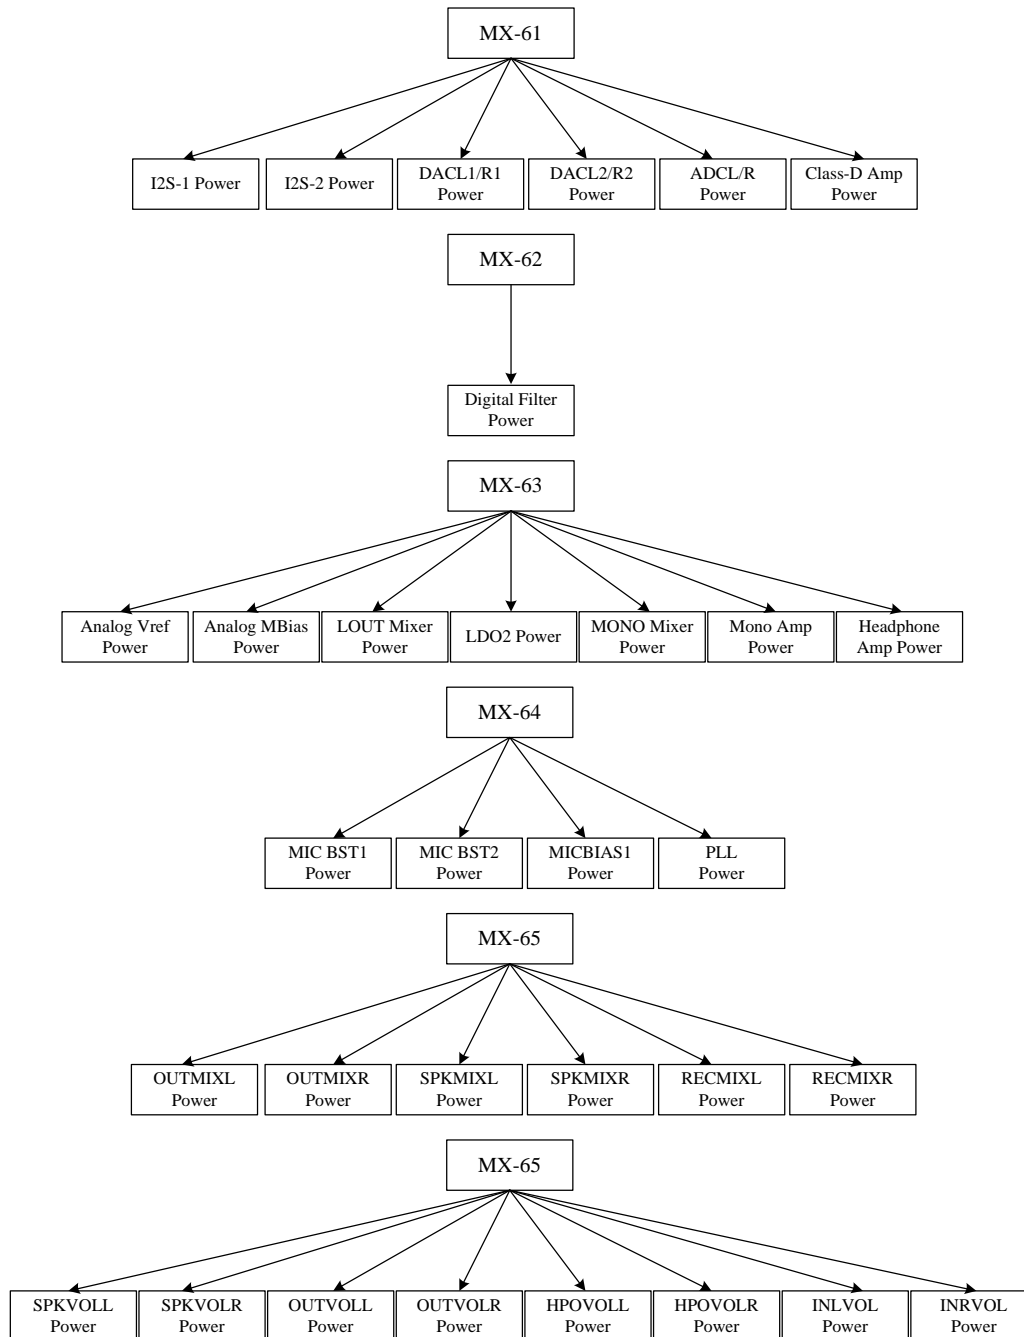 MX-61
I2S-1 Power
I2S-2 Power
DACL1/R1
Power
DACL2/R2
Power
ADCL/R
Power
Class-D Amp
Power
MX-62
Digital Filter
Power
MX-63
Analog Vref
Power
Analog MBias
Power
LOUT Mixer
Power
LDO2 Power
MONO Mixer
Power
Mono Amp
Power
Headphone
Amp Power
MX-64
MIC BST1
Power
MIC BST2
Power
MICBIAS1
Power
PLL
Power
MX-65
OUTMIXL
Power
OUTMIXR
Power
SPKMIXL
Power
SPKMIXR
Power
RECMIXL
Power
RECMIXR
Power
MX-65
SPKVOLL
Power
SPKVOLR
Power
OUTVOLL
Power
OUTVOLR
Power
HPOVOLL
Power
HPOVOLR
Power
INLVOL
Power
INRVOL
Power